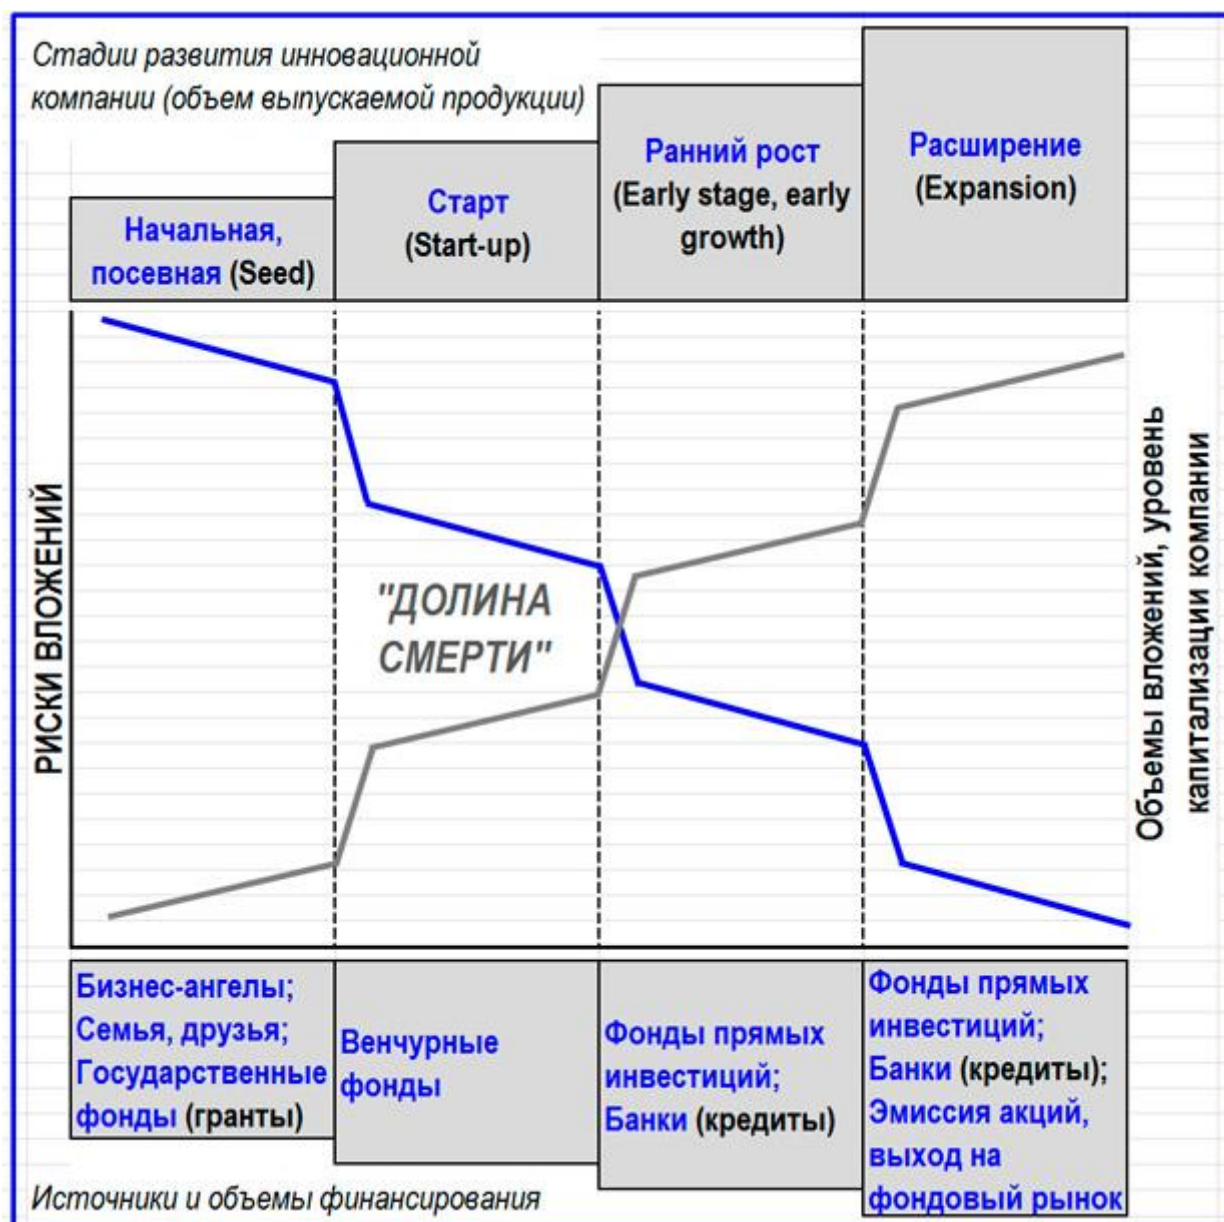 Стадии развития инновационной
компании (объем выпускаемой продукции)
Начальная,
посевная (Seed)
Старт
(Start-up)
Ранний рост
(Early stage, early
growth)
Расширение
(Expansion)
РИСКИ ВЛОЖЕНИЙ
"ДОЛИНА
СМЕРТИ"
Объемы вложений, уровень
капитализации компании
Бизнес-ангелы;
Семья, друзья;
Государственные
фонды (гранты)
Венчурные
фонды
Фонды прямых
инвестиций;
Банки (кредиты)
Фонды прямых
инвестиций;
Банки (кредиты);
Эмиссия акций,
выход на
фондовый рынок
Источники и объемы финансирования